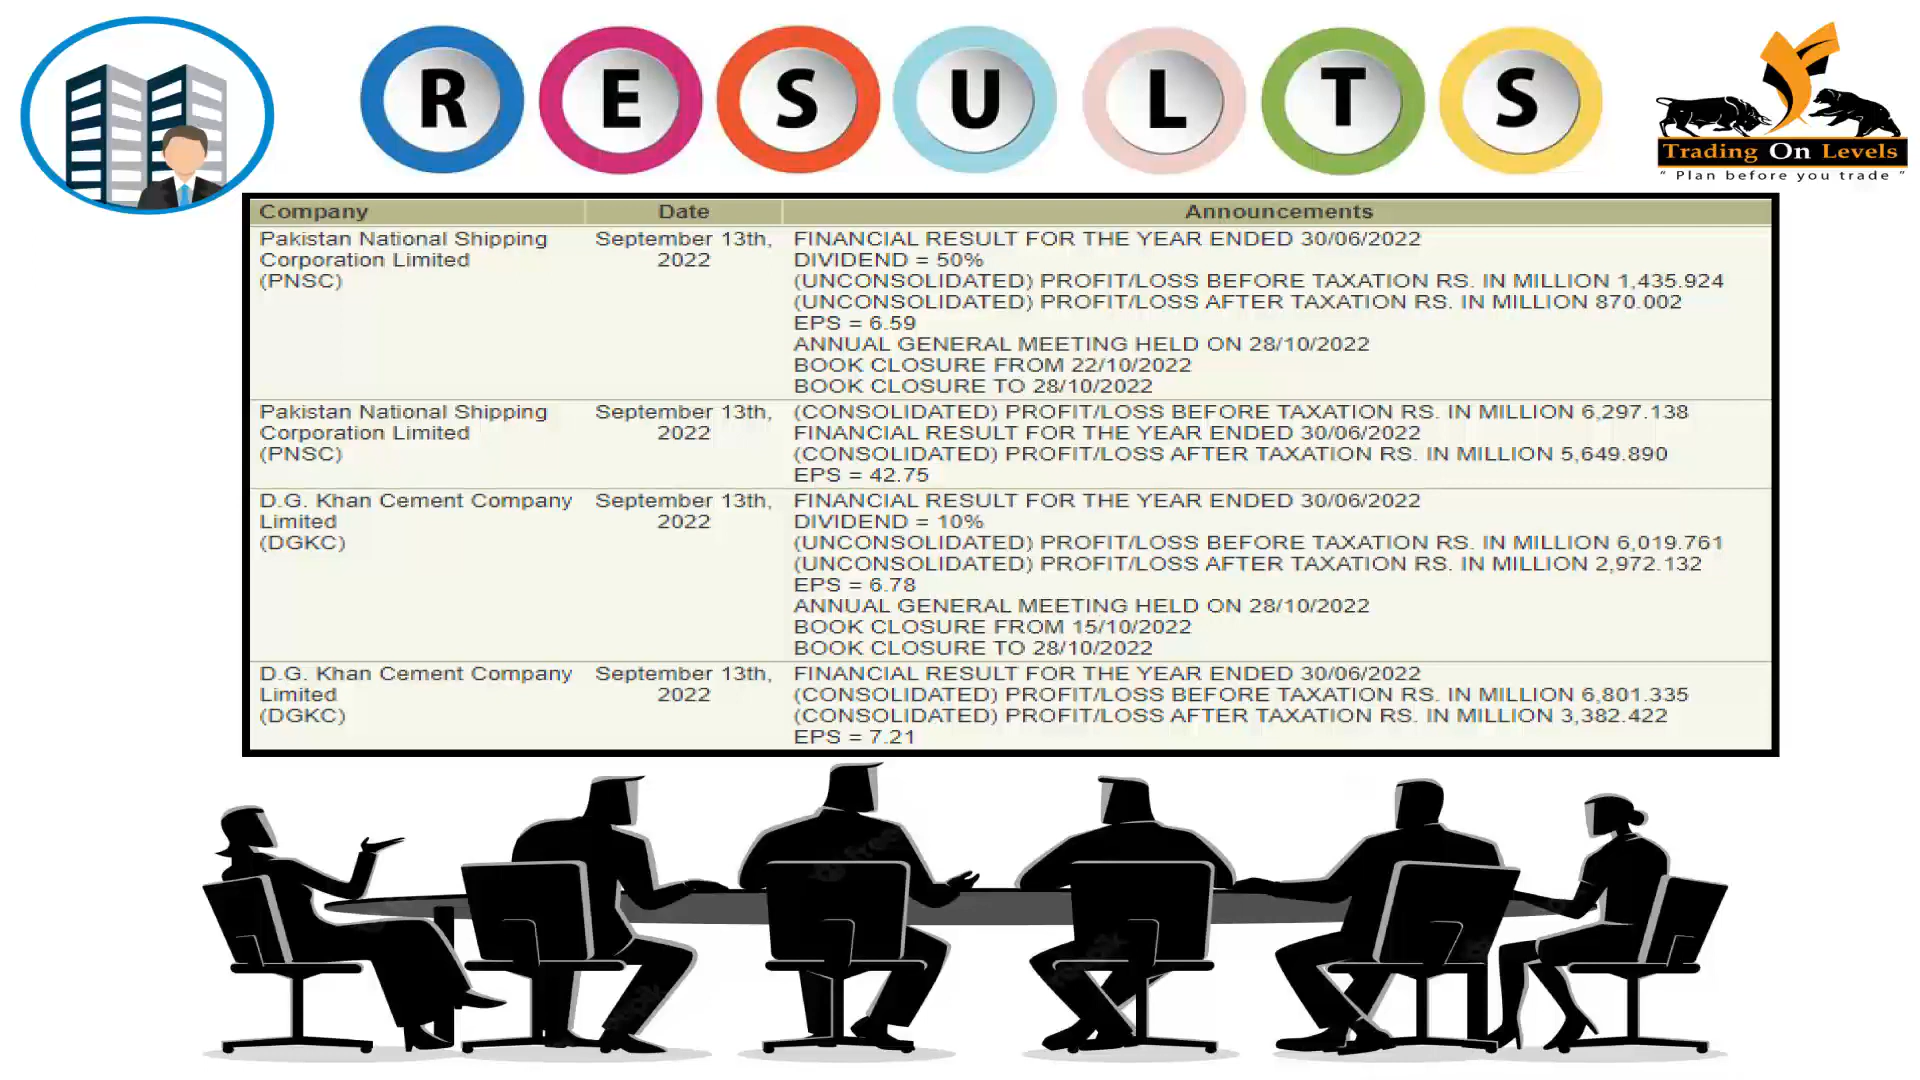 RESULTS
Trading On Levels
" Plan before you trade "
Company Date Announcements
Pakistan National Shipping Corporation Limited (PNSC) September 13th, 2022
FINANCIAL RESULT FOR THE YEAR ENDED 30/06/2022
DIVIDEND = 50%
(UNCONSOLIDATED) PROFIT/LOSS BEFORE TAXATION RS. IN MILLION 1,435.924
(UNCONSOLIDATED) PROFIT/LOSS AFTER TAXATION RS. IN MILLION 870.002
EPS = 6.59
ANNUAL GENERAL MEETING HELD ON 28/10/2022
BOOK CLOSURE FROM 22/10/2022
BOOK CLOSURE TO 28/10/2022
Pakistan National Shipping Corporation Limited (PNSC) September 13th, 2022
(CONSOLIDATED) PROFIT/LOSS BEFORE TAXATION RS. IN MILLION 6,297.138
FINANCIAL RESULT FOR THE YEAR ENDED 30/06/2022
(CONSOLIDATED) PROFIT/LOSS AFTER TAXATION RS. IN MILLION 5,649.890
EPS = 42.75
D.G. Khan Cement Company Limited (DGKC) September 13th, 2022
FINANCIAL RESULT FOR THE YEAR ENDED 30/06/2022
DIVIDEND = 10%
(UNCONSOLIDATED) PROFIT/LOSS BEFORE TAXATION RS. IN MILLION 6,019.761
(UNCONSOLIDATED) PROFIT/LOSS AFTER TAXATION RS. IN MILLION 2,972.132
EPS = 6.78
ANNUAL GENERAL MEETING HELD ON 28/10/2022
BOOK CLOSURE FROM 15/10/2022
BOOK CLOSURE TO 28/10/2022
D.G. Khan Cement Company Limited (DGKC) September 13th, 2022
FINANCIAL RESULT FOR THE YEAR ENDED 30/06/2022
(CONSOLIDATED) PROFIT/LOSS BEFORE TAXATION RS. IN MILLION 6,801.335
(CONSOLIDATED) PROFIT/LOSS AFTER TAXATION RS. IN MILLION 3,382.422
EPS = 7.21